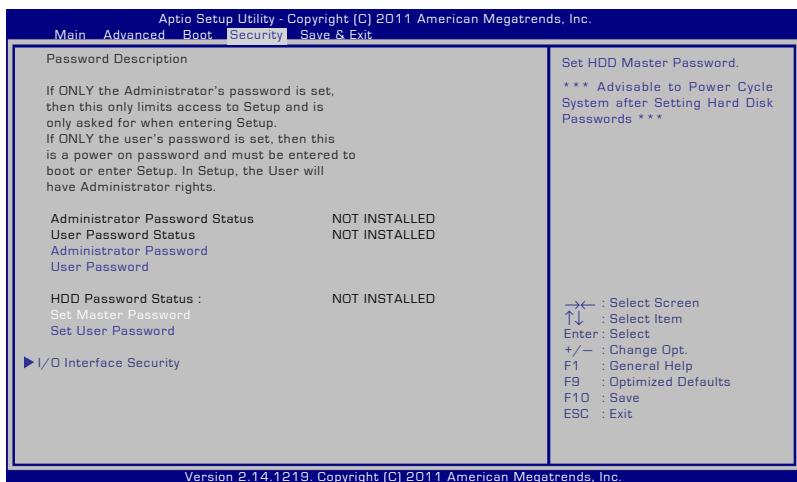 Aptio Setup Utility - Copyright (C) 2011 American Megatrends, Inc.
Main Advanced Boot Security Save & Exit
Password Description
If ONLY the Administrator's password is set,
then this only limits access to Setup and is
only asked for when entering Setup.
If ONLY the user's password is set, then this
is a power on password and must be entered to
boot or enter Setup. In Setup, the User will
have Administrator rights.
Administrator Password Status NOT INSTALLED
User Password Status NOT INSTALLED
Administrator Password
User Password
HDD Password Status : NOT INSTALLED
Set Master Password
Set User Password
I/O Interface Security
Set HDD Master Password.
*** Advisable to Power Cycle
System after Setting Hard Disk
Passwords ***
→← : Select Screen
↑↓ : Select Item
Enter : Select
+/— : Change Opt.
F1 : General Help
F9 : Optimized Defaults
F10 : Save
ESC : Exit
Version 2.14.1219. Copyright (C) 2011 American Megatrends, Inc.